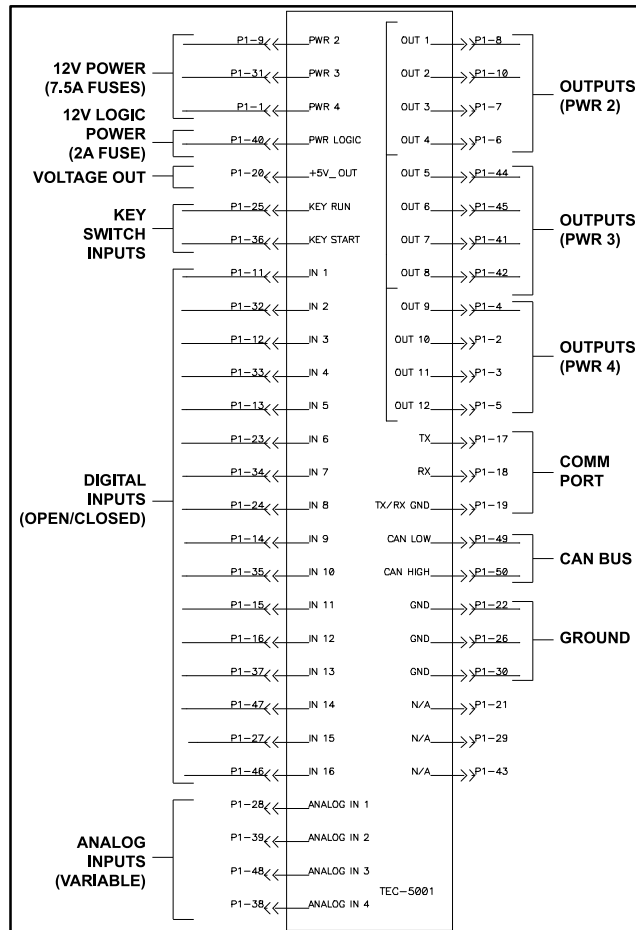 12V POWER
(7.5A FUSES)
P1-9 PWR 2
P1-31 PWR 3
P1-1 PWR 4
12V LOGIC
POWER
(2A FUSE)
P1-40 PWR LOGIC
VOLTAGE OUT
P1-20 +5V_OUT
KEY
SWITCH
INPUTS
P1-25 KEY RUN
P1-36 KEY START
DIGITAL
INPUTS
(OPEN/CLOSED)
P1-11 IN 1
P1-32 IN 2
P1-12 IN 3
P1-33 IN 4
P1-13 IN 5
P1-23 IN 6
P1-34 IN 7
P1-24 IN 8
P1-14 IN 9
P1-35 IN 10
P1-15 IN 11
P1-16 IN 12
P1-37 IN 13
P1-47 IN 14
P1-27 IN 15
P1-46 IN 16
ANALOG
INPUTS
(VARIABLE)
P1-28 ANALOG IN 1
P1-39 ANALOG IN 2
P1-48 ANALOG IN 3
P1-38 ANALOG IN 4
OUT 1 P1-8
OUT 2 P1-10
OUT 3 P1-7
OUT 4 P1-6
OUTPUTS
(PWR 2)
OUT 5 P1-44
OUT 6 P1-45
OUT 7 P1-41
OUT 8 P1-42
OUTPUTS
(PWR 3)
OUT 9 P1-4
OUT 10 P1-2
OUT 11 P1-3
OUT 12 P1-5
OUTPUTS
(PWR 4)
TX P1-17
RX P1-18
TX/RX GND P1-19
COMM
PORT
CAN LOW P1-49
CAN HIGH P1-50
CAN BUS
GND P1-22
GND P1-26
GND P1-30
GROUND
N/A P1-21
N/A P1-29
N/A P1-43
TEC-5001